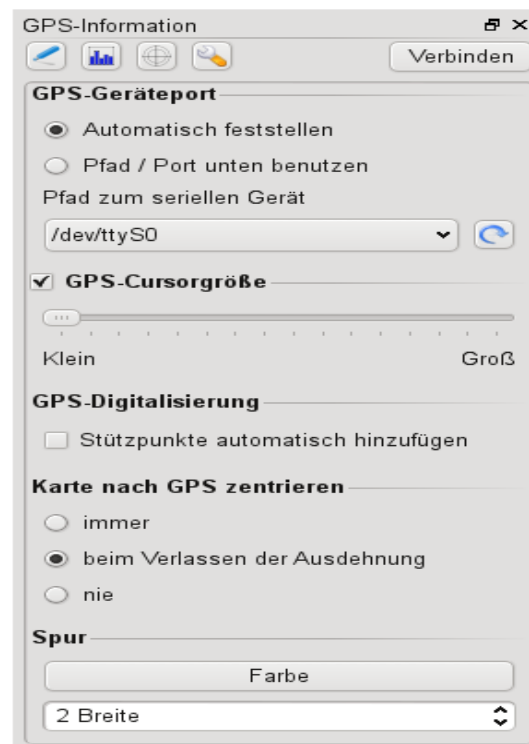 GPS-Information
Verbinden
GPS-Geräteport
Automatisch feststellen
Pfad / Port unten benutzen
Pfad zum seriellen Gerät
/dev/ttyS0
GPS-Cursorgröße
Klein Groß
GPS-Digitalisierung
Stützpunkte automatisch hinzufügen
Karte nach GPS zentrieren
immer
beim Verlassen der Ausdehnung
nie
Spur
Farbe
2 Breite